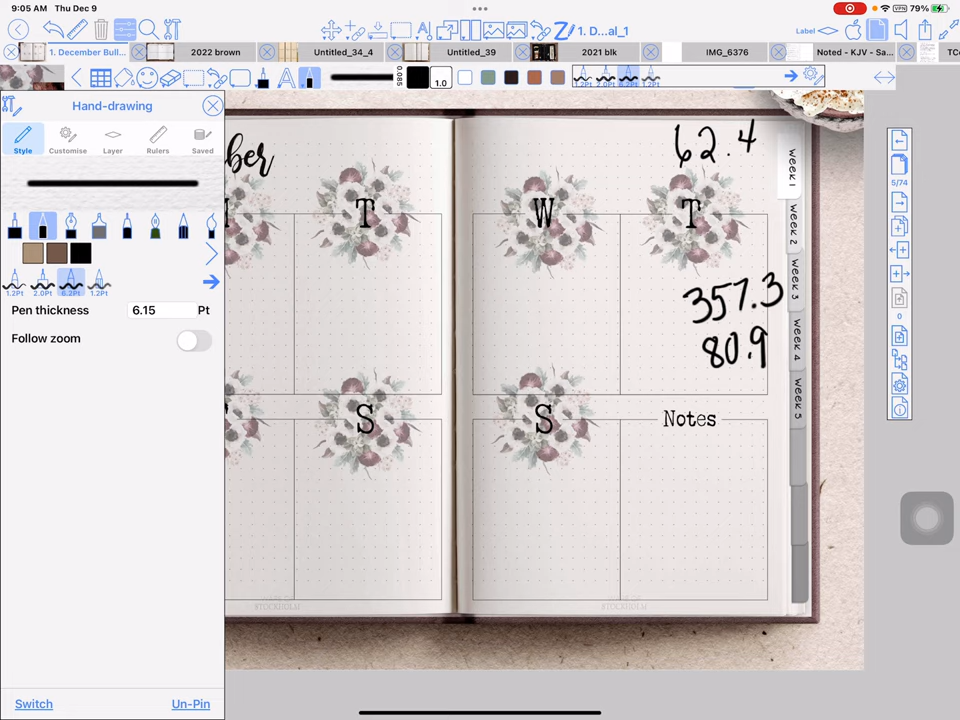 9:05 AM Thu Dec 9
VPN 79%
1. D...al_1
Label
1. December Bull...
2022 brown
Untitled_34_4
Untitled_39
2021 blk
IMG_6376
Noted - KJV - Sa...
TC
0.085
1.0
1.2Pt 2.0Pt 6.2Pt 1.2Pt
Hand-drawing
Style Customise Layer Rulers Saved
1.2Pt 2.0Pt 6.2Pt 1.2Pt
Pen thickness 6.15 Pt
Follow zoom
Switch Un-Pin
ber
62.4
T W T
357.3
80.9
S S Notes
STOCKHOLM
WEEK 1
WEEK 2
WEEK 3
WEEK 4
WEEK 5
5/74
0